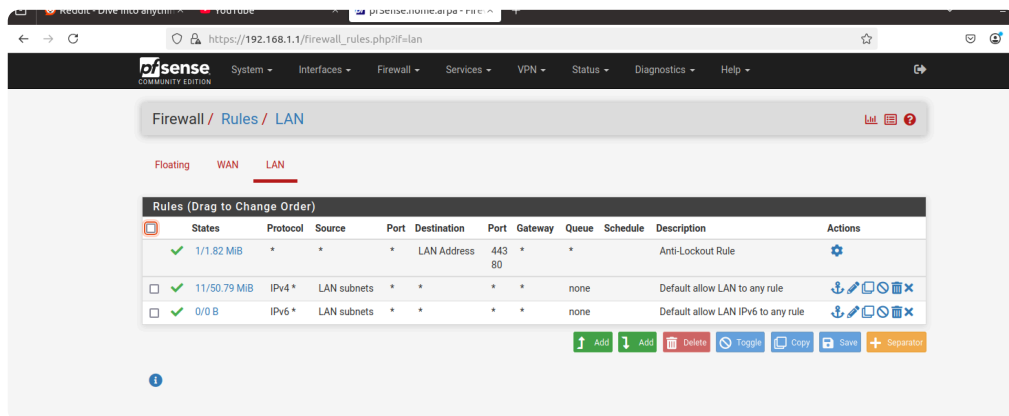 Reddit - Dive into anythi
YouTube
pfSense.home.arpa - Fire
https://192.168.1.1/firewall_rules.php?if=lan
pfsense
COMMUNITY EDITION
System Interfaces Firewall Services VPN Status Diagnostics Help
Firewall / Rules / LAN
Floating WAN LAN
Rules (Drag to Change Order)
States Protocol Source Port Destination Port Gateway Queue Schedule Description Actions
1/1.82 MiB * * * LAN Address 443 * * Anti-Lockout Rule
80
11/50.79 MiB IPv4 * LAN subnets * * * * none Default allow LAN to any rule
0/0 B IPv6 * LAN subnets * * * * none Default allow LAN IPv6 to any rule
Add Add Delete Toggle Copy Save Separator